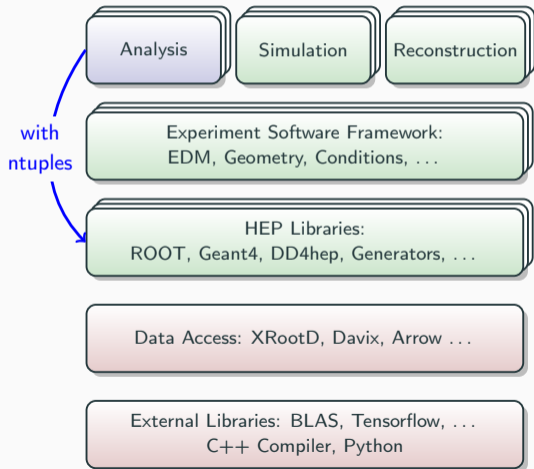 Analysis
Simulation
Reconstruction
with
ntuples
Experiment Software Framework:
EDM, Geometry, Conditions, ...
HEP Libraries:
ROOT, Geant4, DD4hep, Generators, ...
Data Access: XRootD, Davix, Arrow ...
External Libraries: BLAS, Tensorflow, ...
C++ Compiler, Python